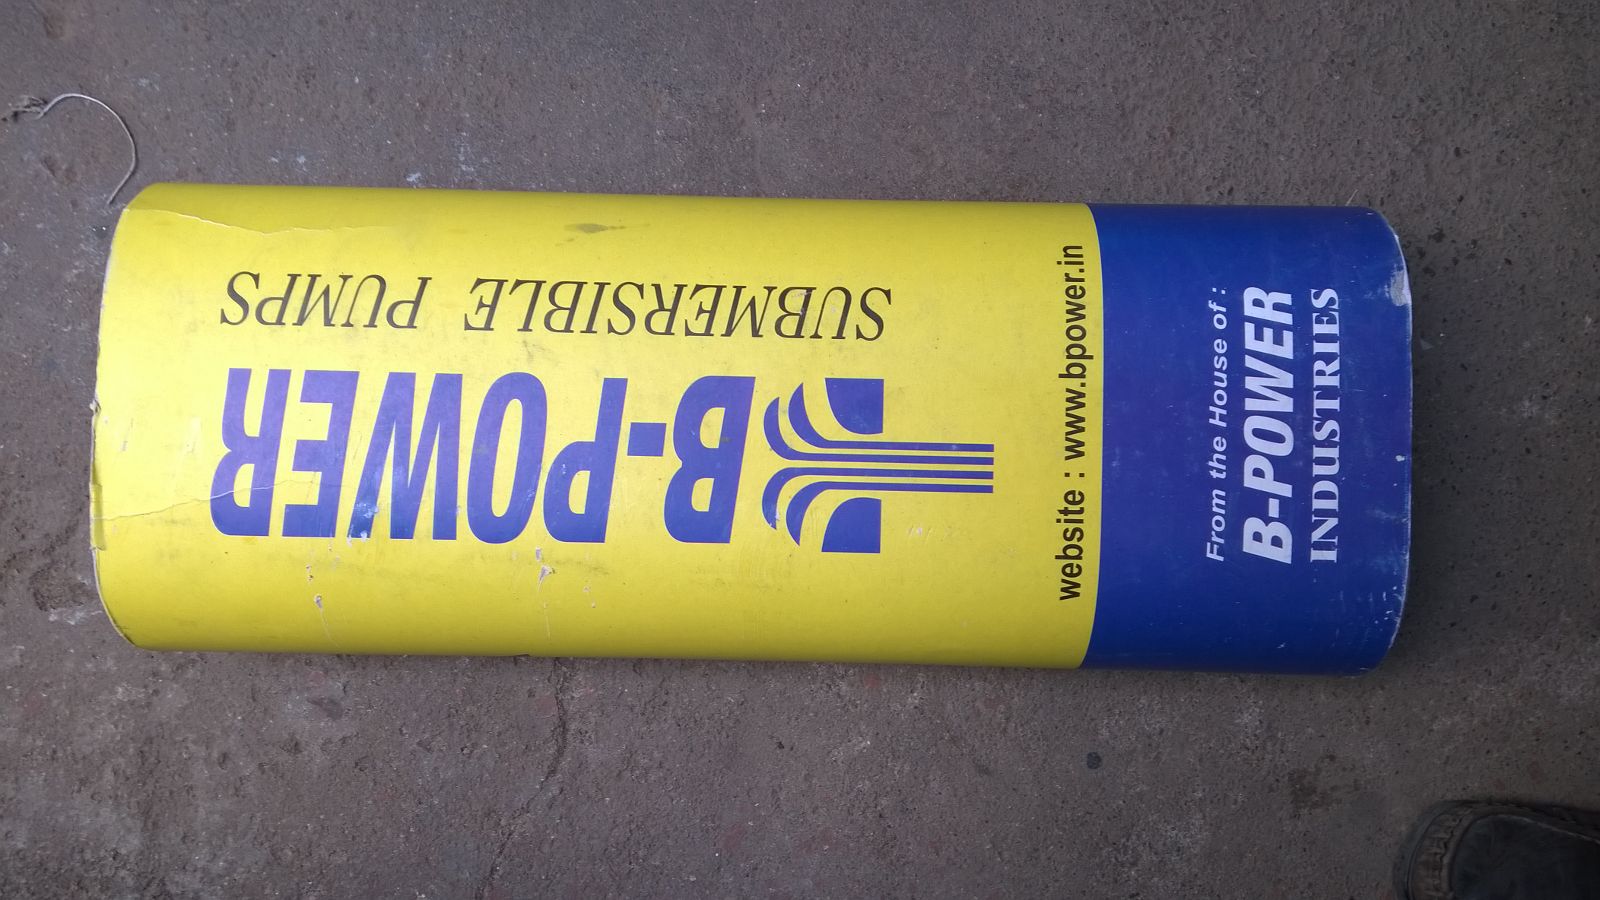 B-POWER
SUBMERSIBLE PUMPS
website : www.bpower.in
From the House of :
B-POWER
INDUSTRIES